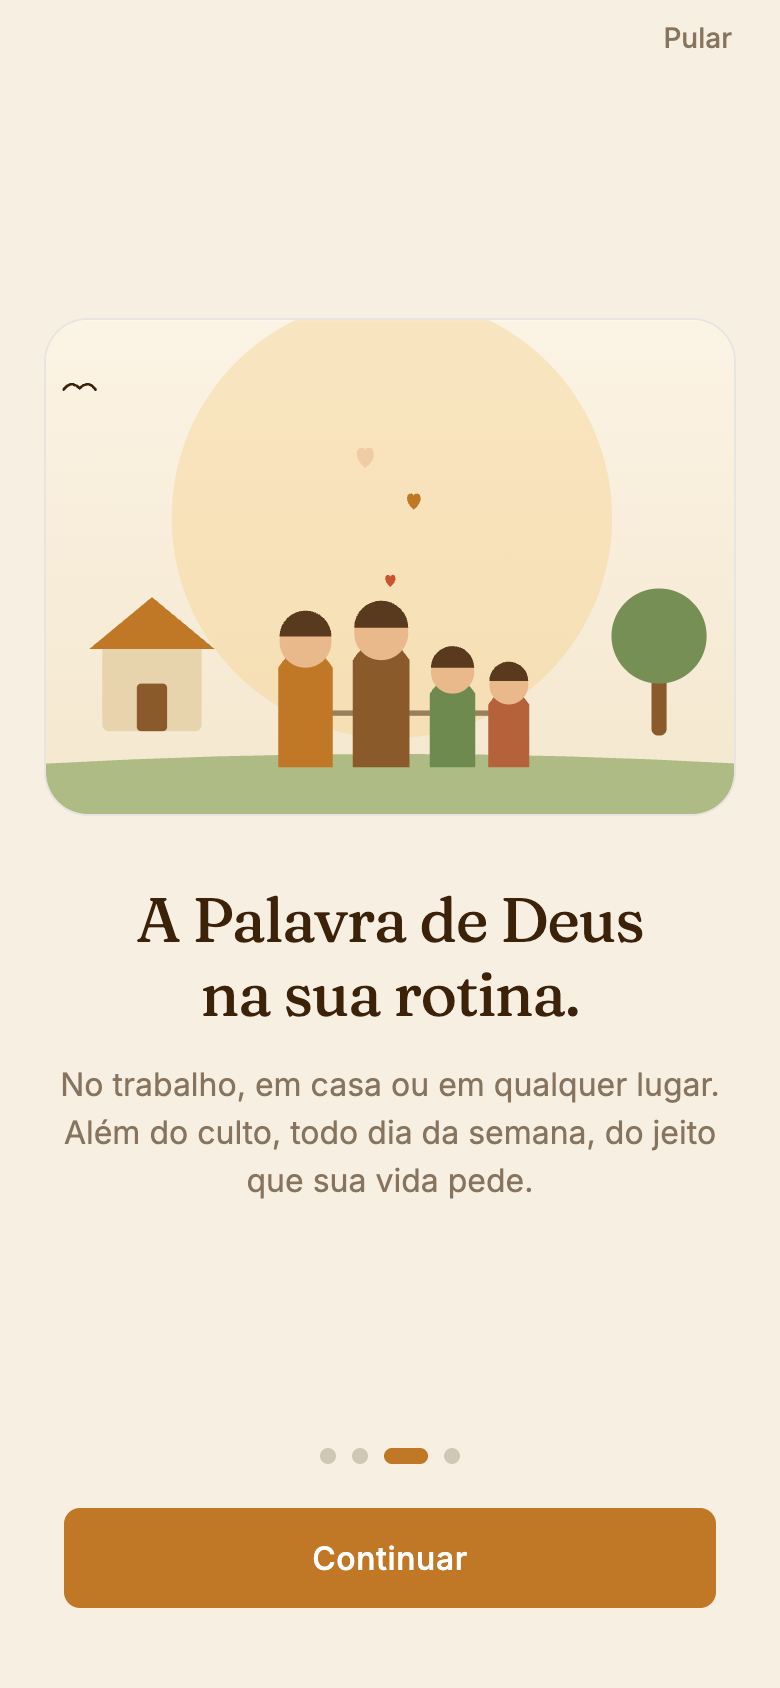 Pular
A Palavra de Deus
na sua rotina.
No trabalho, em casa ou em qualquer lugar.
Além do culto, todo dia da semana, do jeito
que sua vida pede.
Continuar